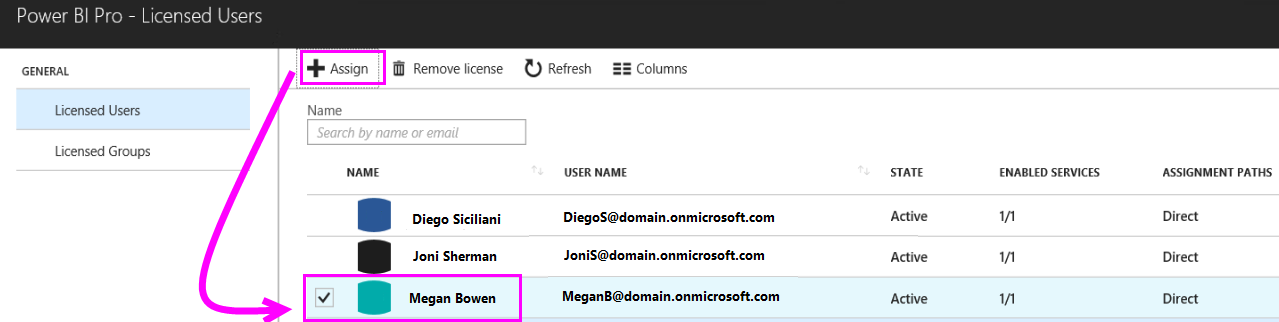 Power BI Pro - Licensed Users
GENERAL
Licensed Users
Licensed Groups
Assign Remove license Refresh Columns
Name
Search by name or email
NAME USER NAME STATE ENABLED SERVICES ASSIGNMENT PATHS
Diego Siciliani DiegoS@domain.onmicrosoft.com Active 1/1 Direct
Joni Sherman JoniS@domain.onmicrosoft.com Active 1/1 Direct
Megan Bowen MeganB@domain.onmicrosoft.com Active 1/1 Direct